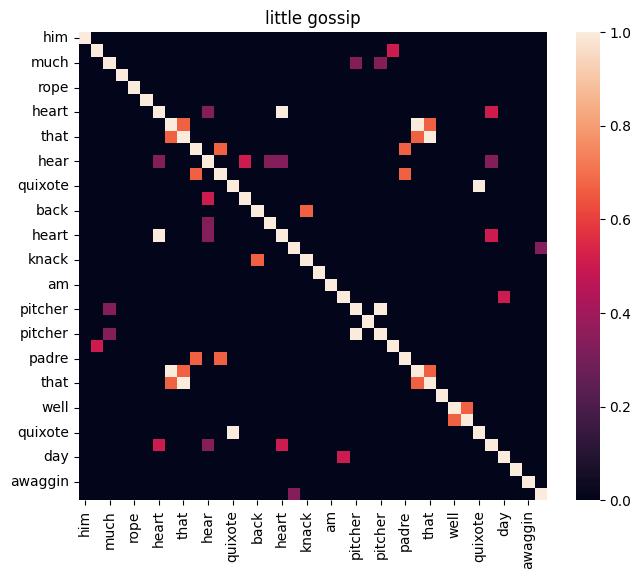 little gossip
him
much
rope
heart
that
hear
quixote
back
heart
knack
am
pitcher
pitcher
padre
that
well
quixote
day
awaggin
1.0
0.8
0.6
0.4
0.2
0.0
him
much
rope
heart
that
hear
quixote
back
heart
knack
am
pitcher
pitcher
padre
that
well
quixote
day
awaggin